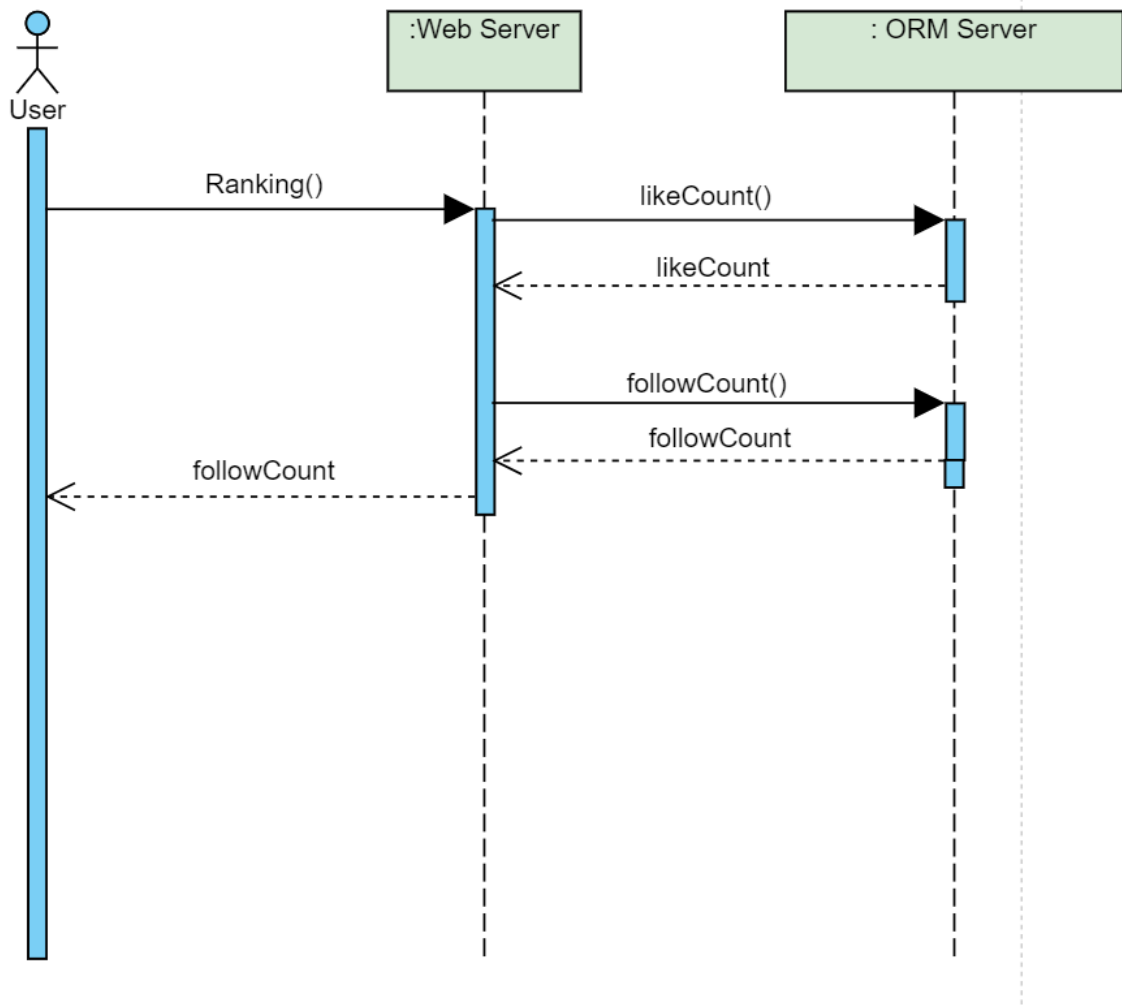 :Web Server
: ORM Server
User
Ranking()
likeCount()
likeCount
followCount()
followCount
followCount